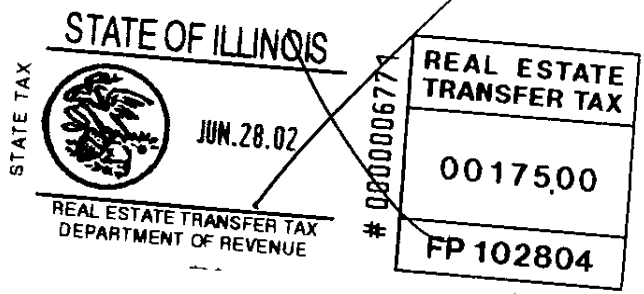 STATE OF ILLINOIS
STATE TAX
JUN.28.02
REAL ESTATE TRANSFER TAX
DEPARTMENT OF REVENUE
# 0000006771
REAL ESTATE
TRANSFER TAX
0017500
FP 102804